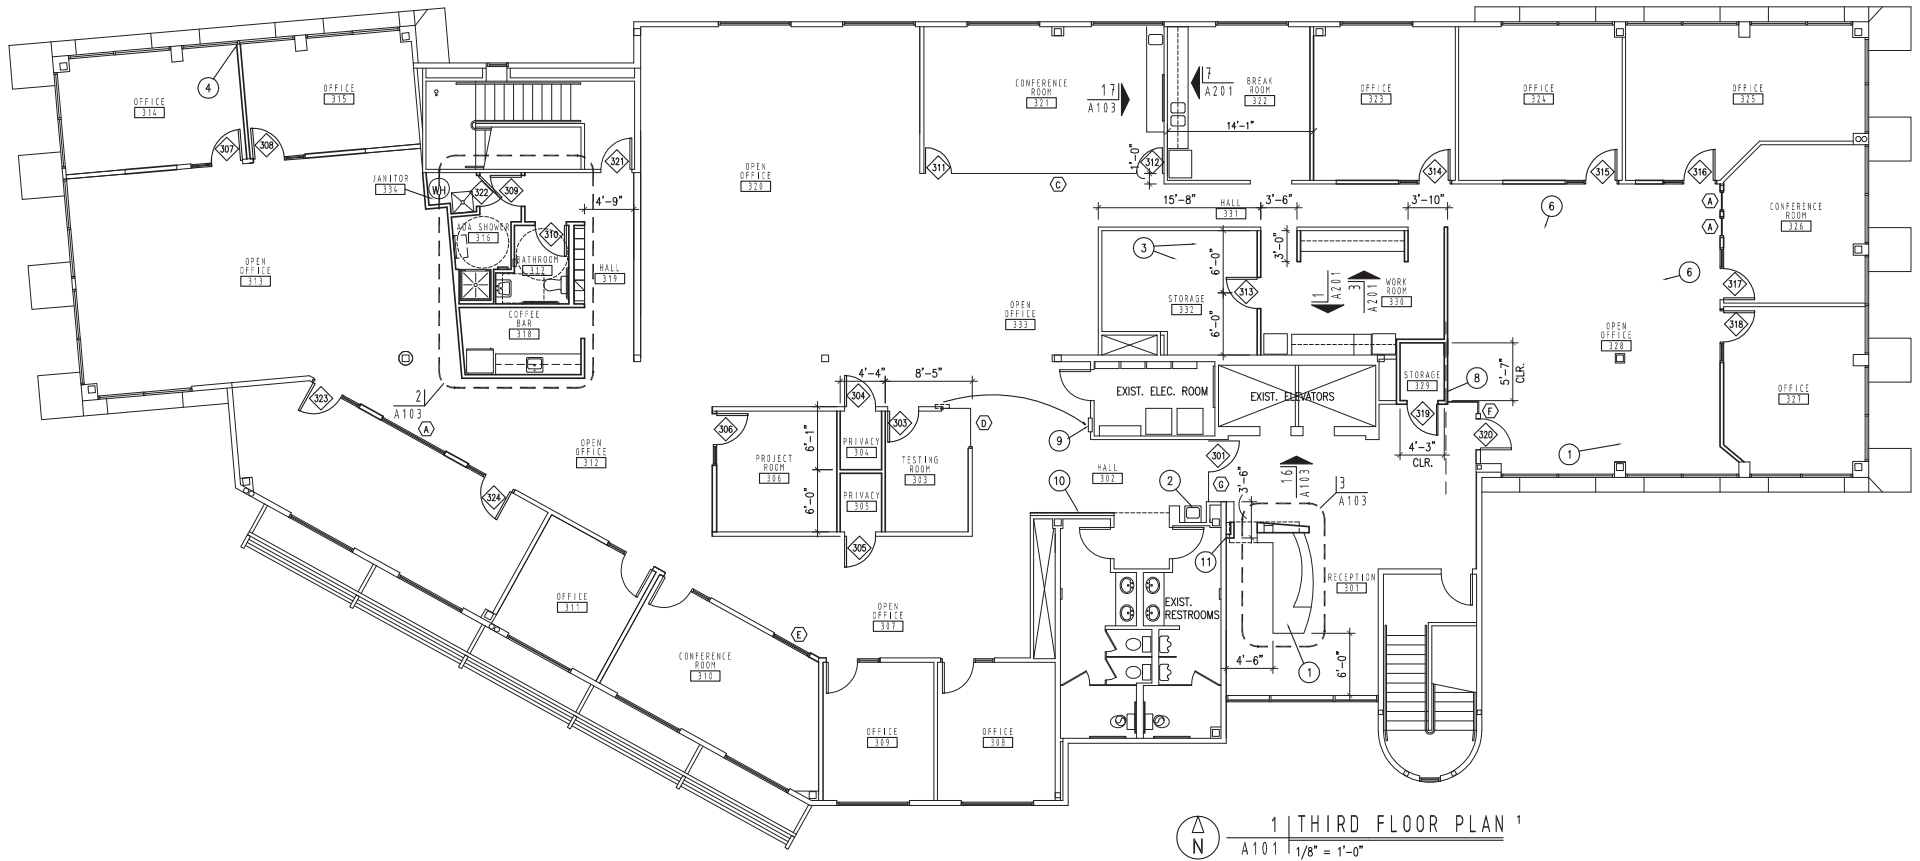 OFFICE
314
4
OFFICE
315
307
308
JANITOR
334
WH
322
309
321
4'-9"
ADA SHOWER
316
310
BATHROOM
317
HALL
319
OPEN
OFFICE
313
COFFEE
BAR
318
2
A103
323
A
324
OPEN
OFFICE
312
OPEN
OFFICE
320
CONFERENCE
ROOM
321
17
A103
7
A201
BREAK
ROOM
322
14'-1"
311
312
1'-0"
C
OFFICE
323
OFFICE
324
OFFICE
325
314
315
316
15'-8"
HALL
331
3'-6"
3'-10"
6
A
A
CONFERENCE
ROOM
326
3
6'-0"
3'-0"
313
STORAGE
332
6'-0"
1
A201
3
A201
WORK
ROOM
330
6
317
318
OPEN
OFFICE
333
OPEN
OFFICE
328
STORAGE
329
5'-7"
CLR.
8
OFFICE
327
4'-4"
8'-5"
304
303
306
EXIST. ELEC. ROOM
EXIST. ELEVATORS
319
F
320
4'-3"
CLR.
1
D
9
PROJECT
ROOM
306
6'-1"
PRIVACY
304
TESTING
ROOM
303
6'-0"
PRIVACY
305
305
HALL
302
301
G
3'-6"
16
A103
3
A103
10
2
11
RECEPTION
301
EXIST.
RESTROOMS
OFFICE
311
OPEN
OFFICE
307
E
CONFERENCE
ROOM
310
4'-6"
1
6'-0"
OFFICE
309
OFFICE
308
N
1
A101
THIRD FLOOR PLAN 1
1/8" = 1'-0"